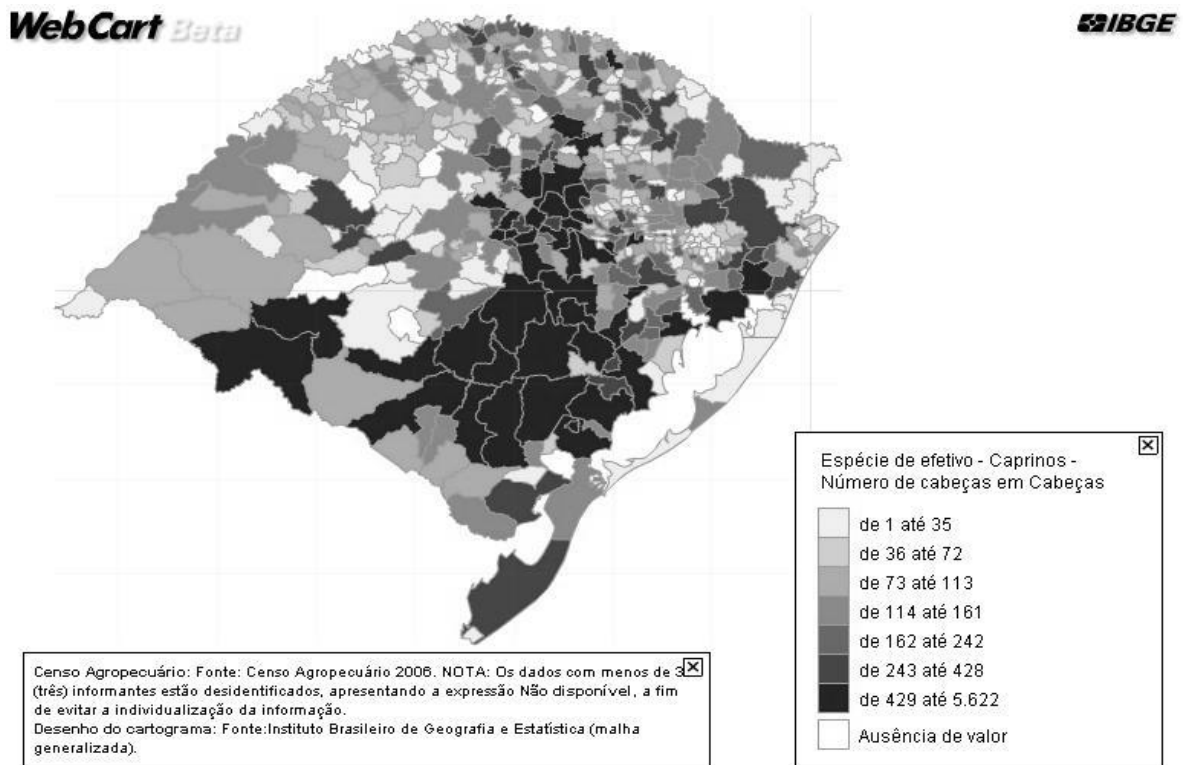 WebCart Beta
IBGE
Espécie de efetivo - Caprinos -
Número de cabeças em Cabeças
de 1 até 35
de 36 até 72
de 73 até 113
de 114 até 161
de 162 até 242
de 243 até 428
de 429 até 5.622
Ausência de valor
Censo Agropecuário: Fonte: Censo Agropecuário 2006. NOTA: Os dados com menos de 3
(três) informantes estão desidentificados, apresentando a expressão Não disponível, a fim
de evitar a individualização da informação.
Desenho do cartograma: Fonte:Instituto Brasileiro de Geografia e Estatística (malha
generalizada).